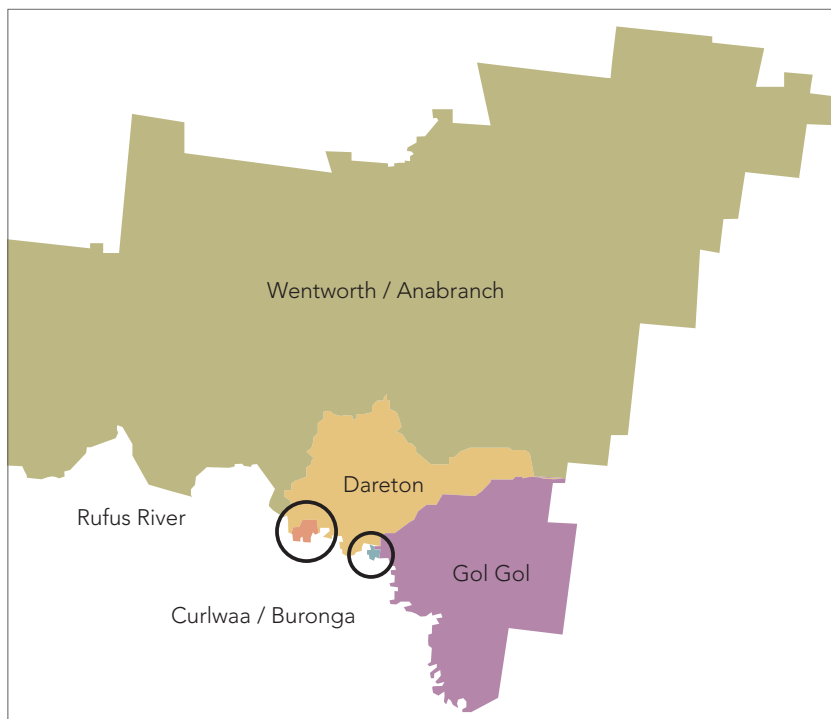 Wentworth / Anabranch
Dareton
Rufus River
Gol Gol
Curlwaa / Buronga